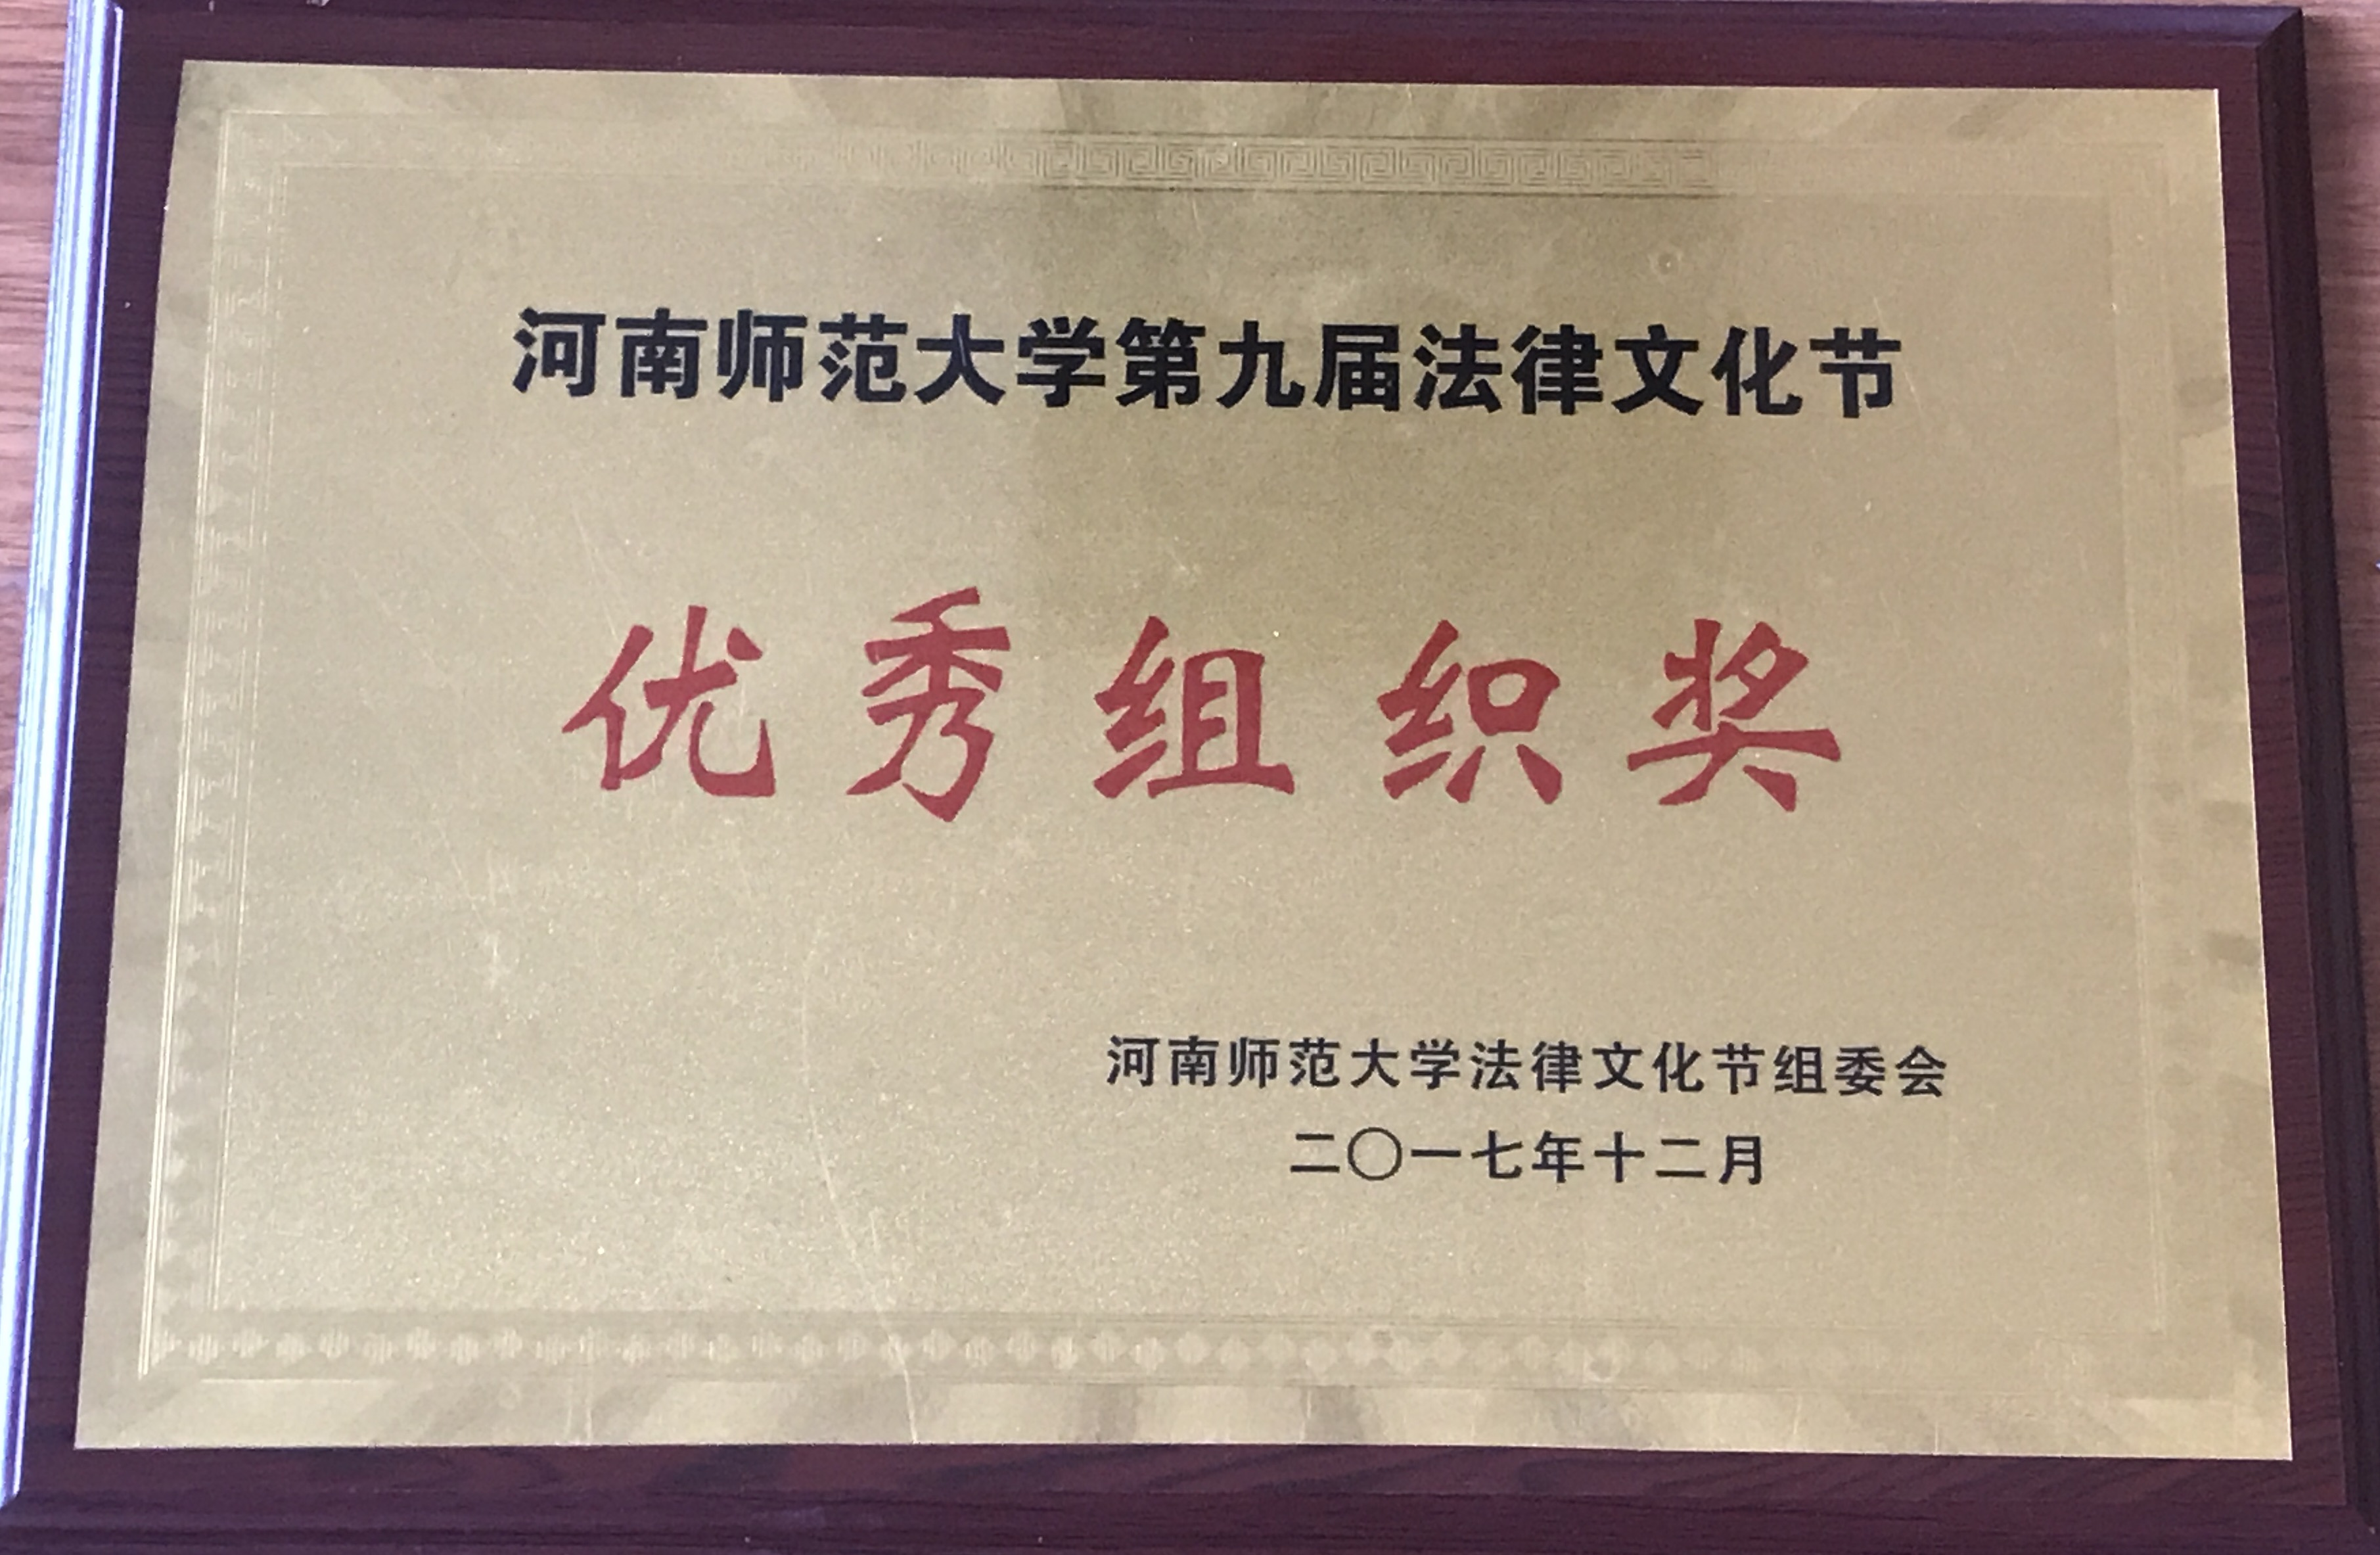 河南师范大学第九届法律文化节
优秀组织奖
河南师范大学法律文化节组委会
二〇一七年十二月